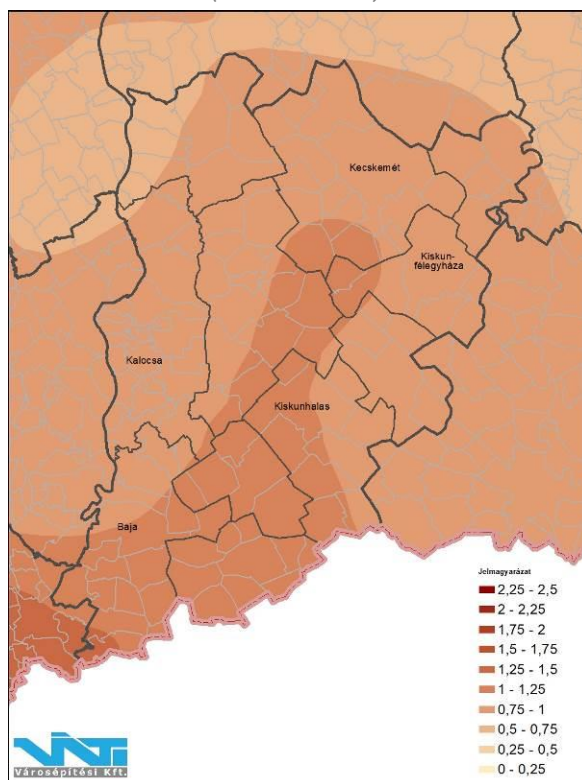 Kecskemét
Kiskun-
félegyháza
Kalocsa
Kiskunhalas
Baja
Jelmagyarázat
2,25 - 2,5
2 - 2,25
1,75 - 2
1,5 - 1,75
1,25 - 1,5
1 - 1,25
0,75 - 1
0,5 - 0,75
0,25 - 0,5
0 - 0,25
VÁTI
Városépítési Kft.